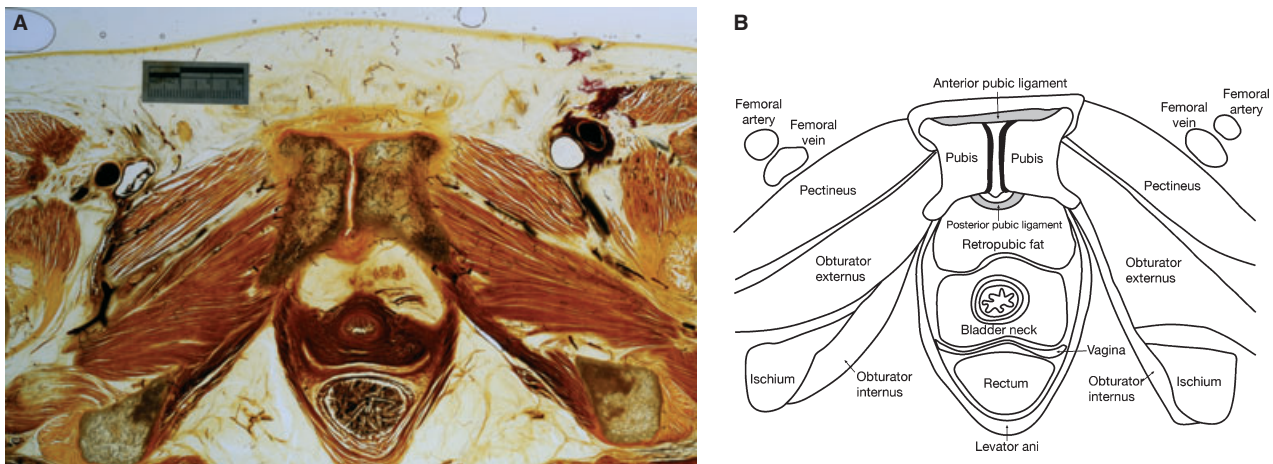 A
B
Anterior pubic ligament
Femoral
artery
Femoral
vein
Femoral
vein
Femoral
artery
Pubis
Pubis
Pectineus
Pectineus
Posterior pubic ligament
Retropubic fat
Obturator
externus
Obturator
externus
Bladder neck
Vagina
Ischium
Obturator
internus
Rectum
Obturator
internus
Ischium
Levator ani